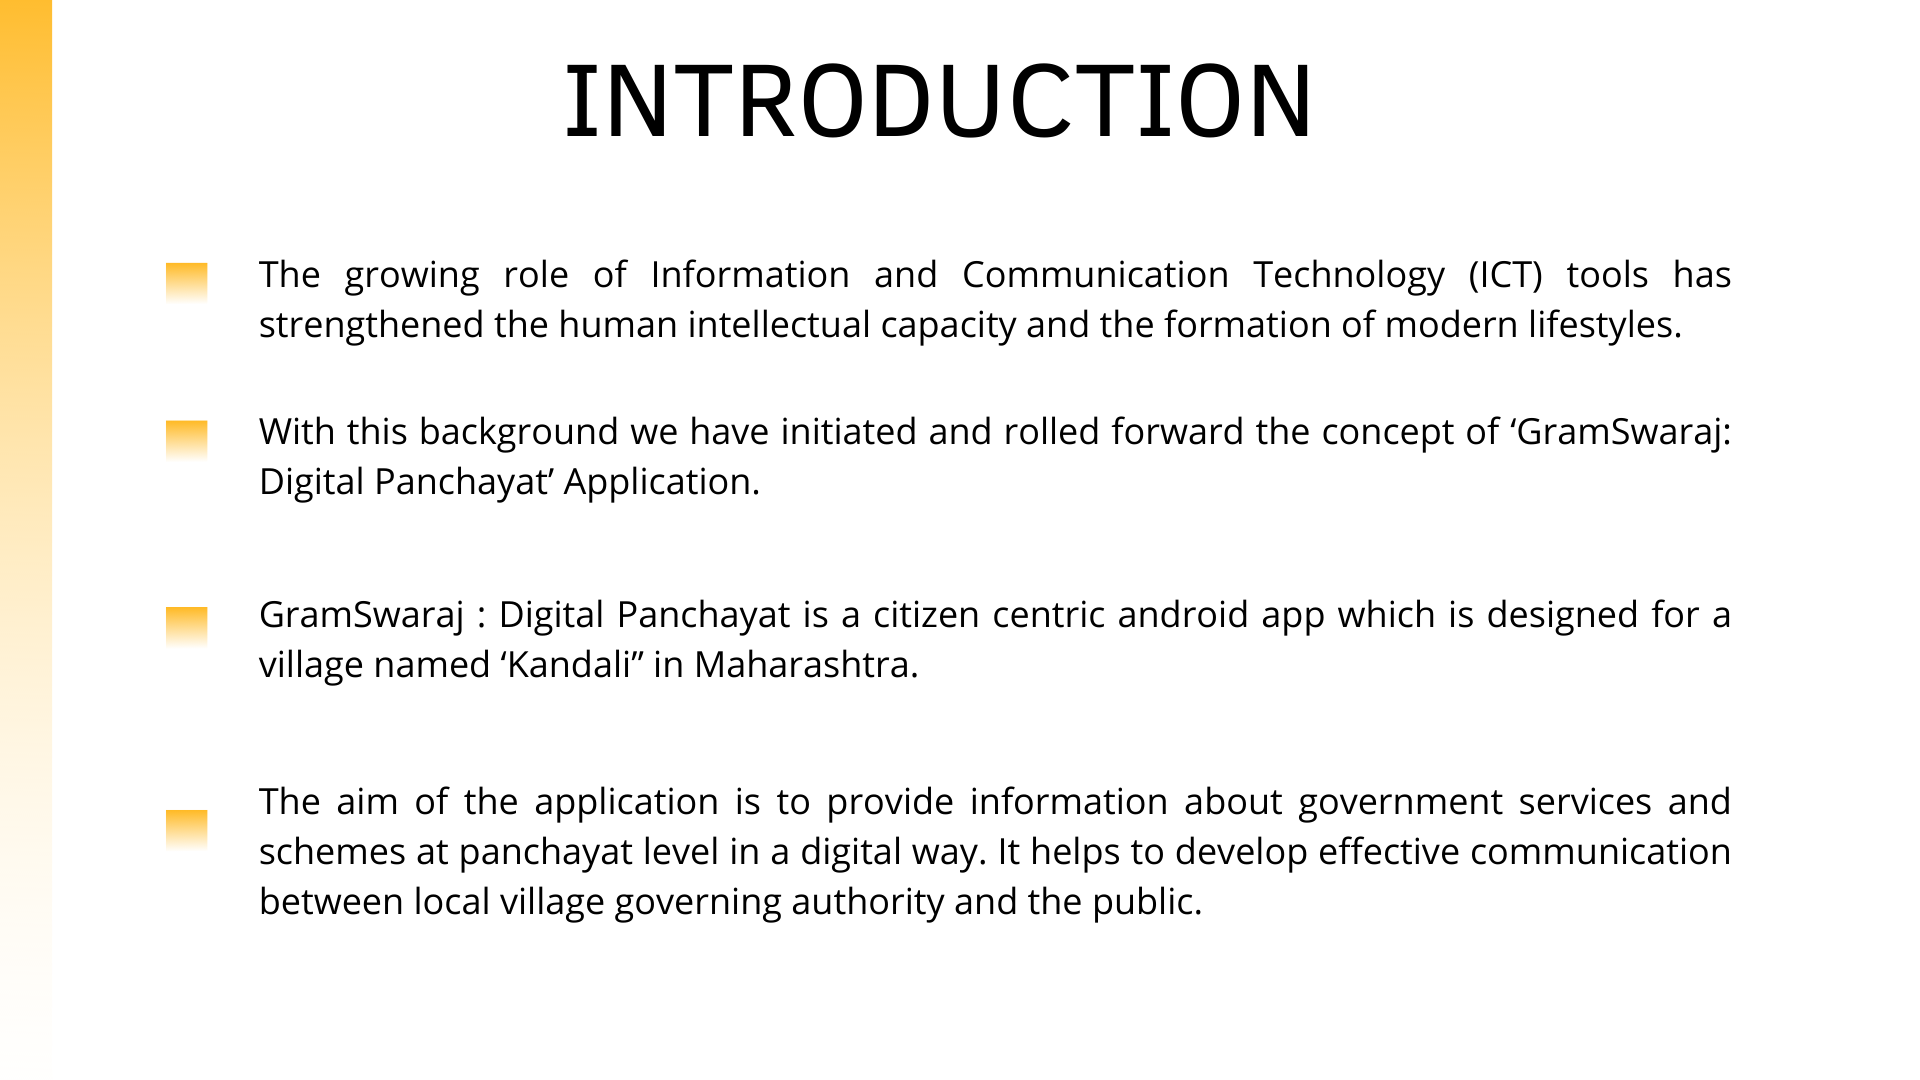 INTRODUCTION
The growing role of Information and Communication Technology (ICT) tools has
strengthened the human intellectual capacity and the formation of modern lifestyles.
With this background we have initiated and rolled forward the concept of ‘GramSwaraj:
Digital Panchayat’ Application.
GramSwaraj : Digital Panchayat is a citizen centric android app which is designed for a
village named ‘Kandali” in Maharashtra.
The aim of the application is to provide information about government services and
schemes at panchayat level in a digital way. It helps to develop effective communication
between local village governing authority and the public.